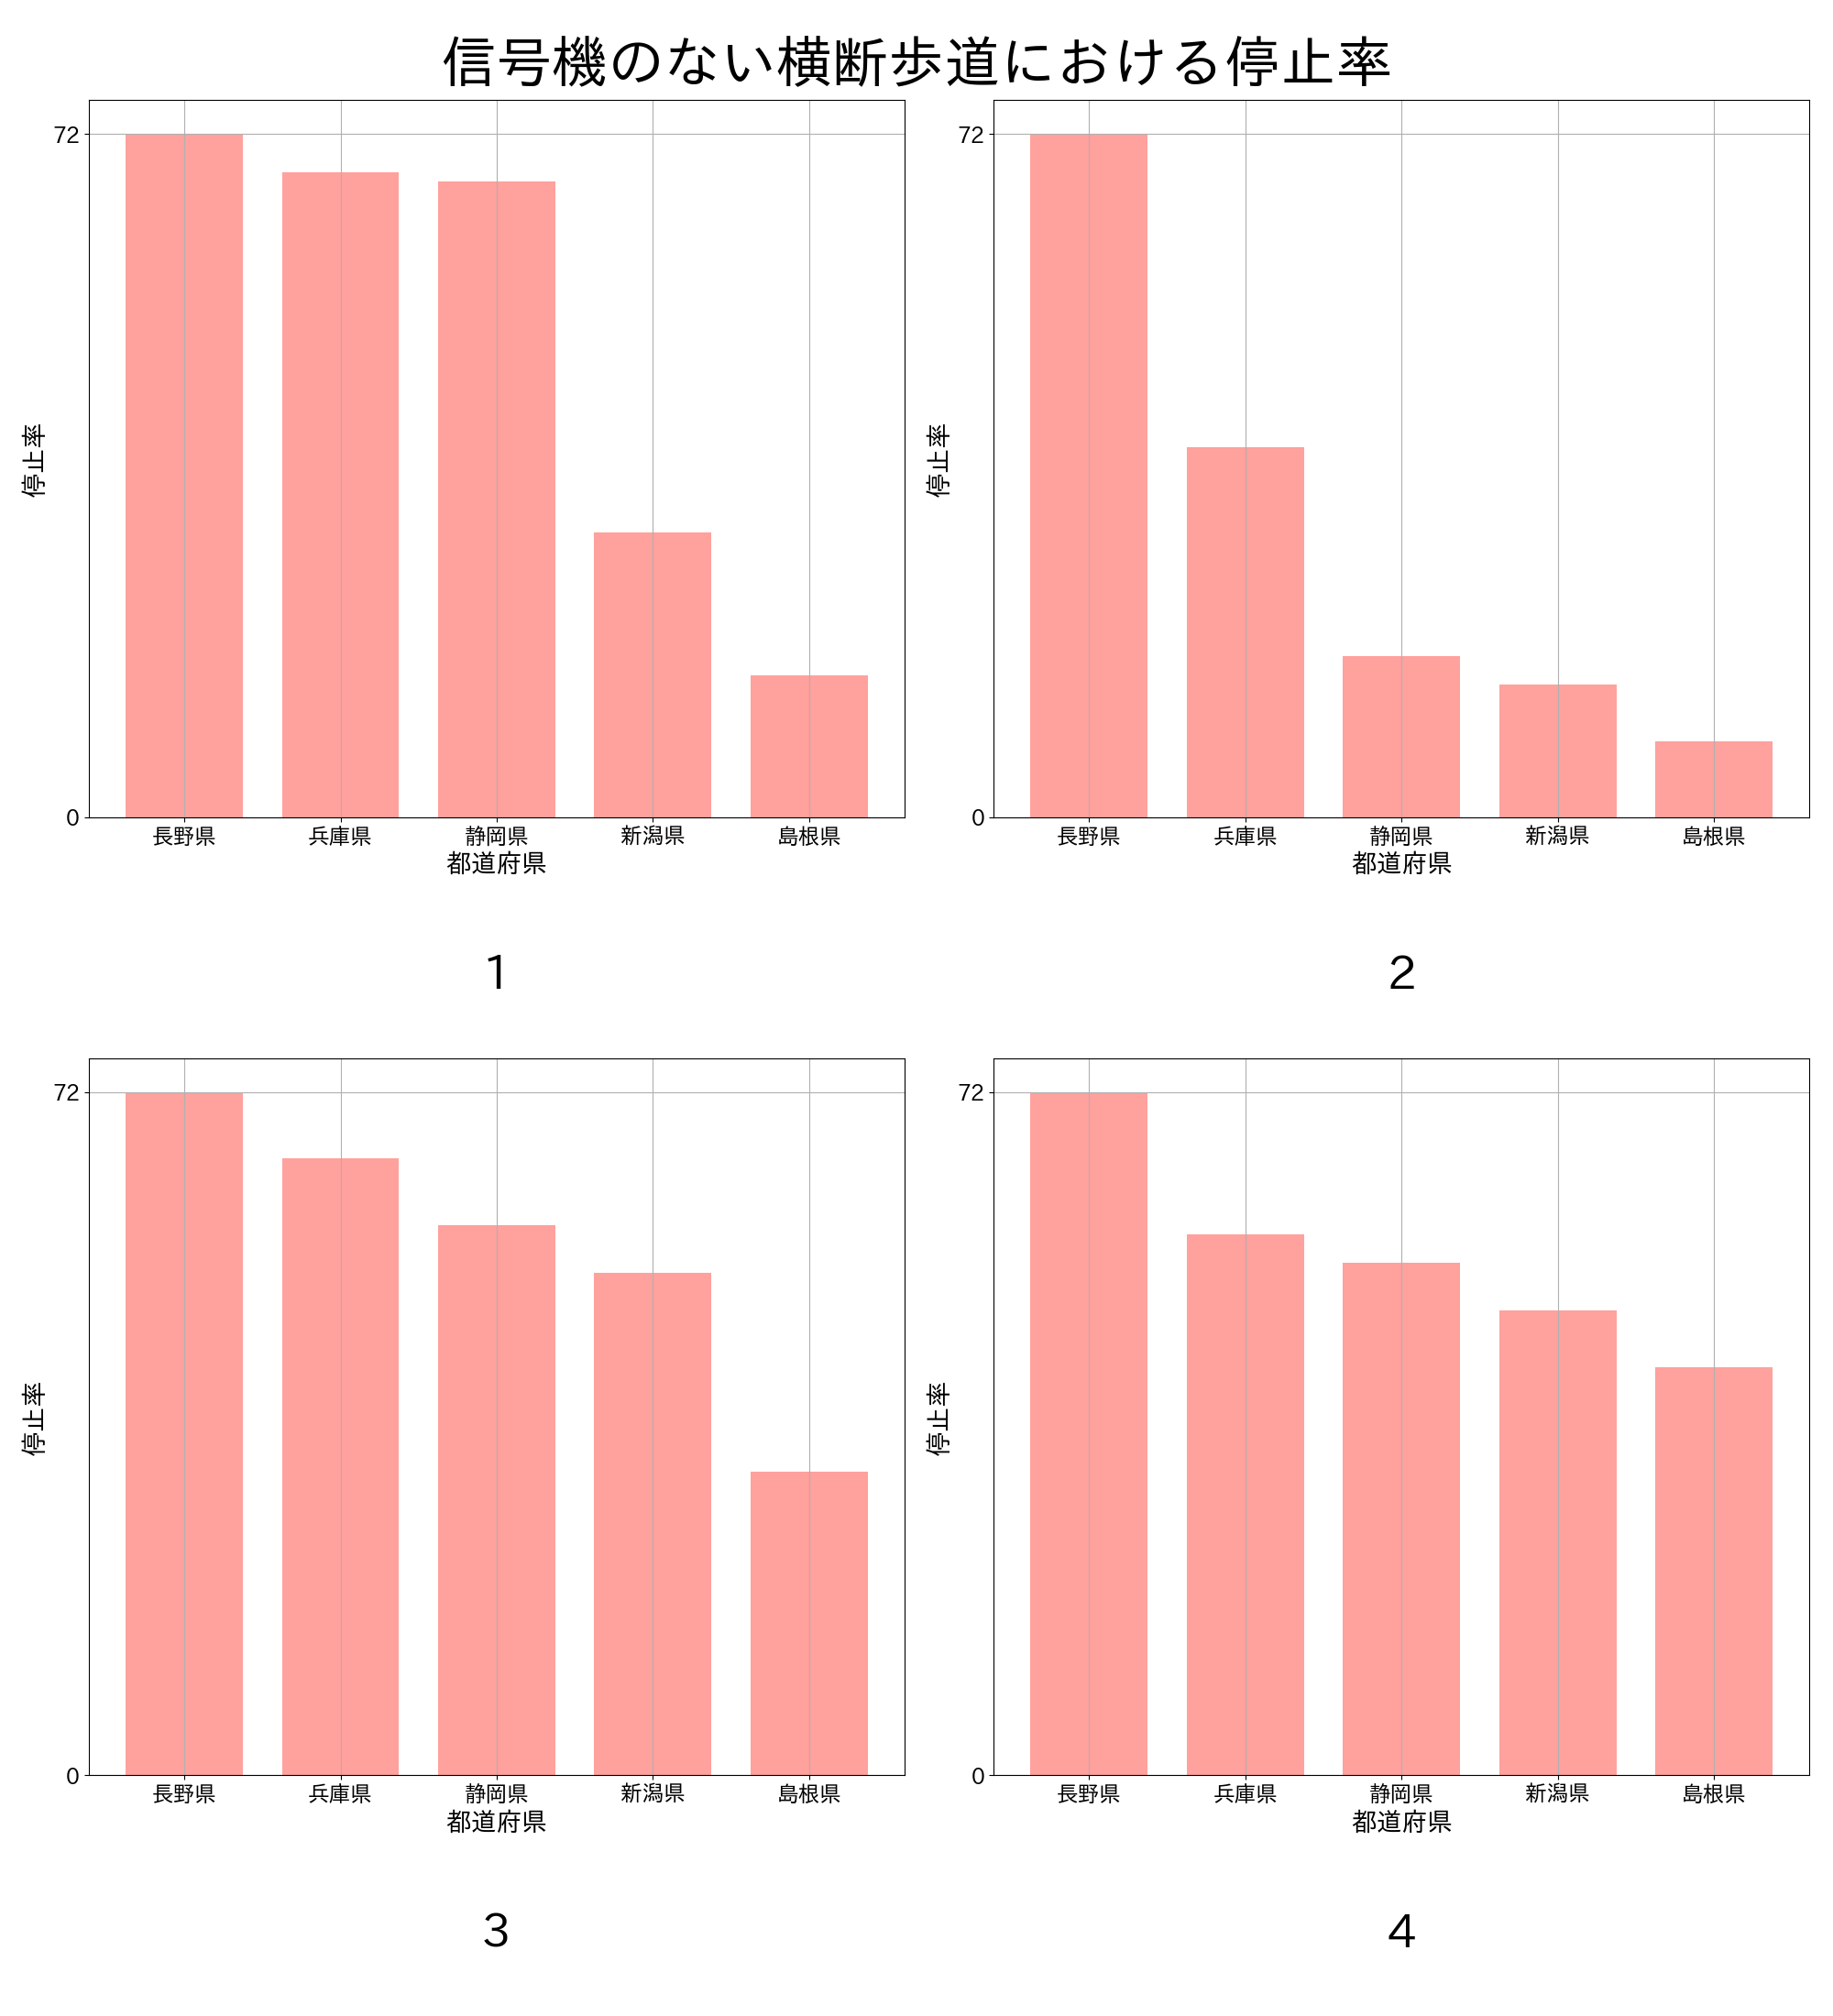 信号機のない横断歩道における停止率
72
0
停止率
長野県 兵庫県 静岡県 新潟県 島根県
都道府県
1
72
0
停止率
長野県 兵庫県 静岡県 新潟県 島根県
都道府県
2
72
0
停止率
長野県 兵庫県 静岡県 新潟県 島根県
都道府県
3
72
0
停止率
長野県 兵庫県 静岡県 新潟県 島根県
都道府県
4